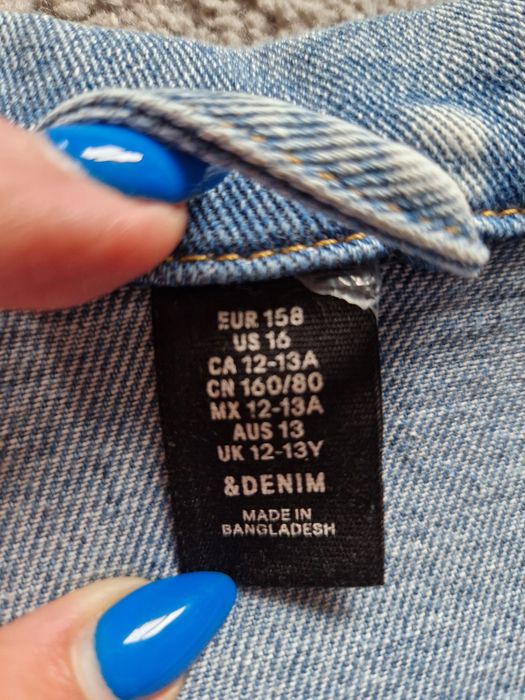 EUR 158
US 16
CA 12-13A
CN 160/80
MX 12-13A
AUS 13
UK 12-13Y
&DENIM
MADE IN
BANGLADESH